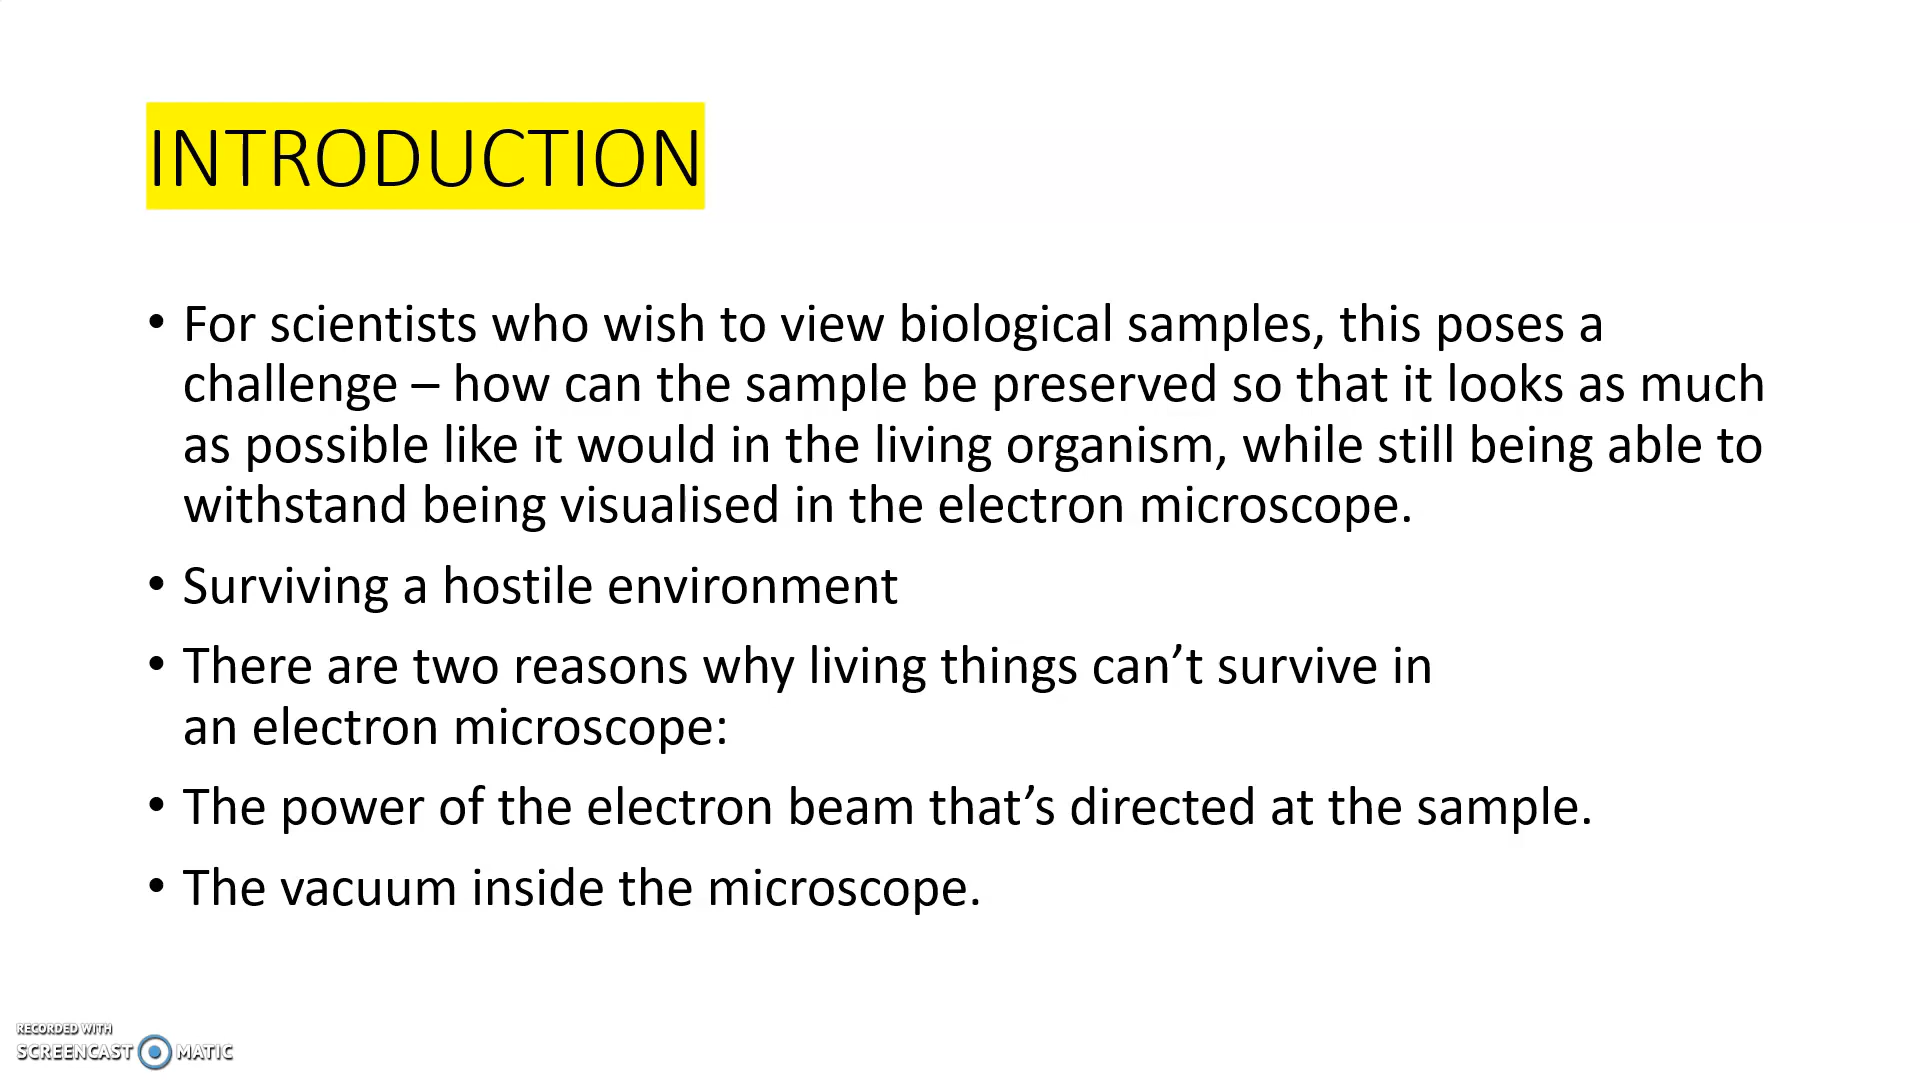 INTRODUCTION
• For scientists who wish to view biological samples, this poses a
challenge – how can the sample be preserved so that it looks as much
as possible like it would in the living organism, while still being able to
withstand being visualised in the electron microscope.
• Surviving a hostile environment
• There are two reasons why living things can’t survive in
an electron microscope:
• The power of the electron beam that’s directed at the sample.
• The vacuum inside the microscope.
RECORDED WITH
SCREENCAST MATIC